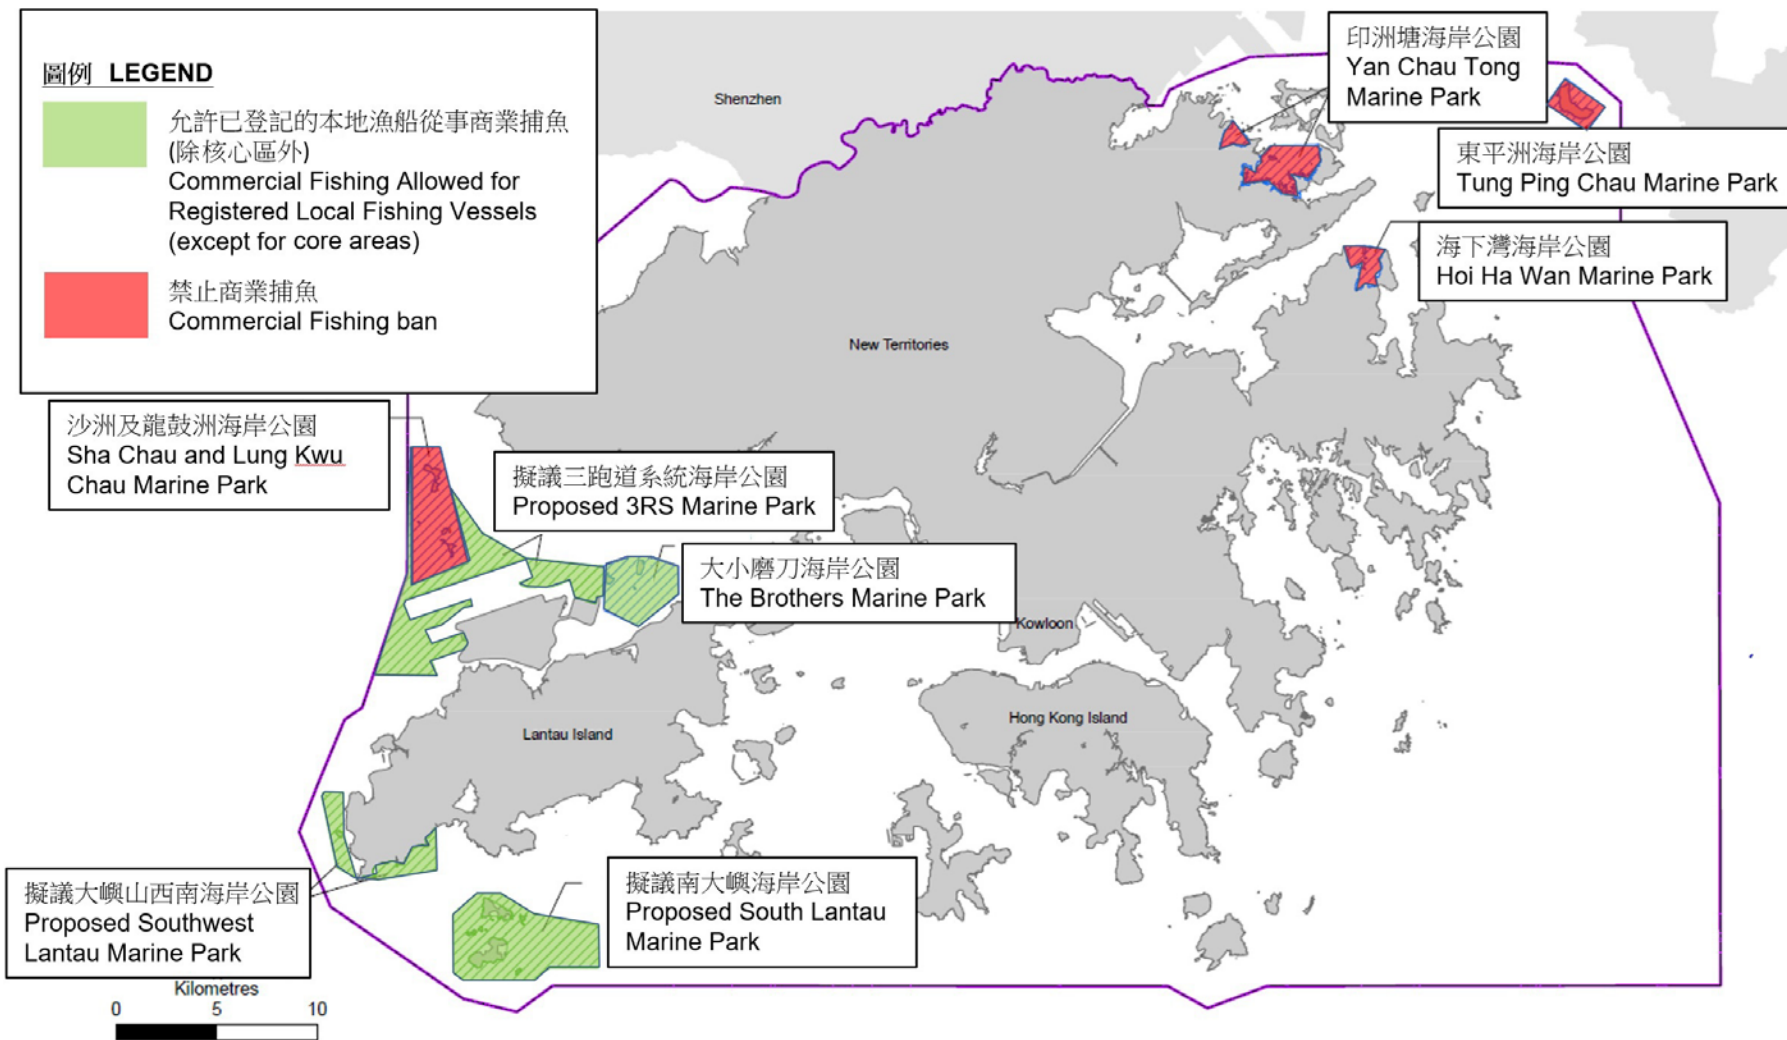 圖例 LEGEND
允許已登記的本地漁船從事商業捕魚
(除核心區外)
Commercial Fishing Allowed for
Registered Local Fishing Vessels
(except for core areas)
禁止商業捕魚
Commercial Fishing ban
Shenzhen
印洲塘海岸公園
Yan Chau Tong
Marine Park
東平洲海岸公園
Tung Ping Chau Marine Park
海下灣海岸公園
Hoi Ha Wan Marine Park
New Territories
沙洲及龍鼓洲海岸公園
Sha Chau and Lung Kwu
Chau Marine Park
擬議三跑道系統海岸公園
Proposed 3RS Marine Park
大小磨刀海岸公園
The Brothers Marine Park
Kowloon
Hong Kong Island
Lantau Island
擬議大嶼山西南海岸公園
Proposed Southwest
Lantau Marine Park
擬議南大嶼海岸公園
Proposed South Lantau
Marine Park
Kilometres
0 5 10